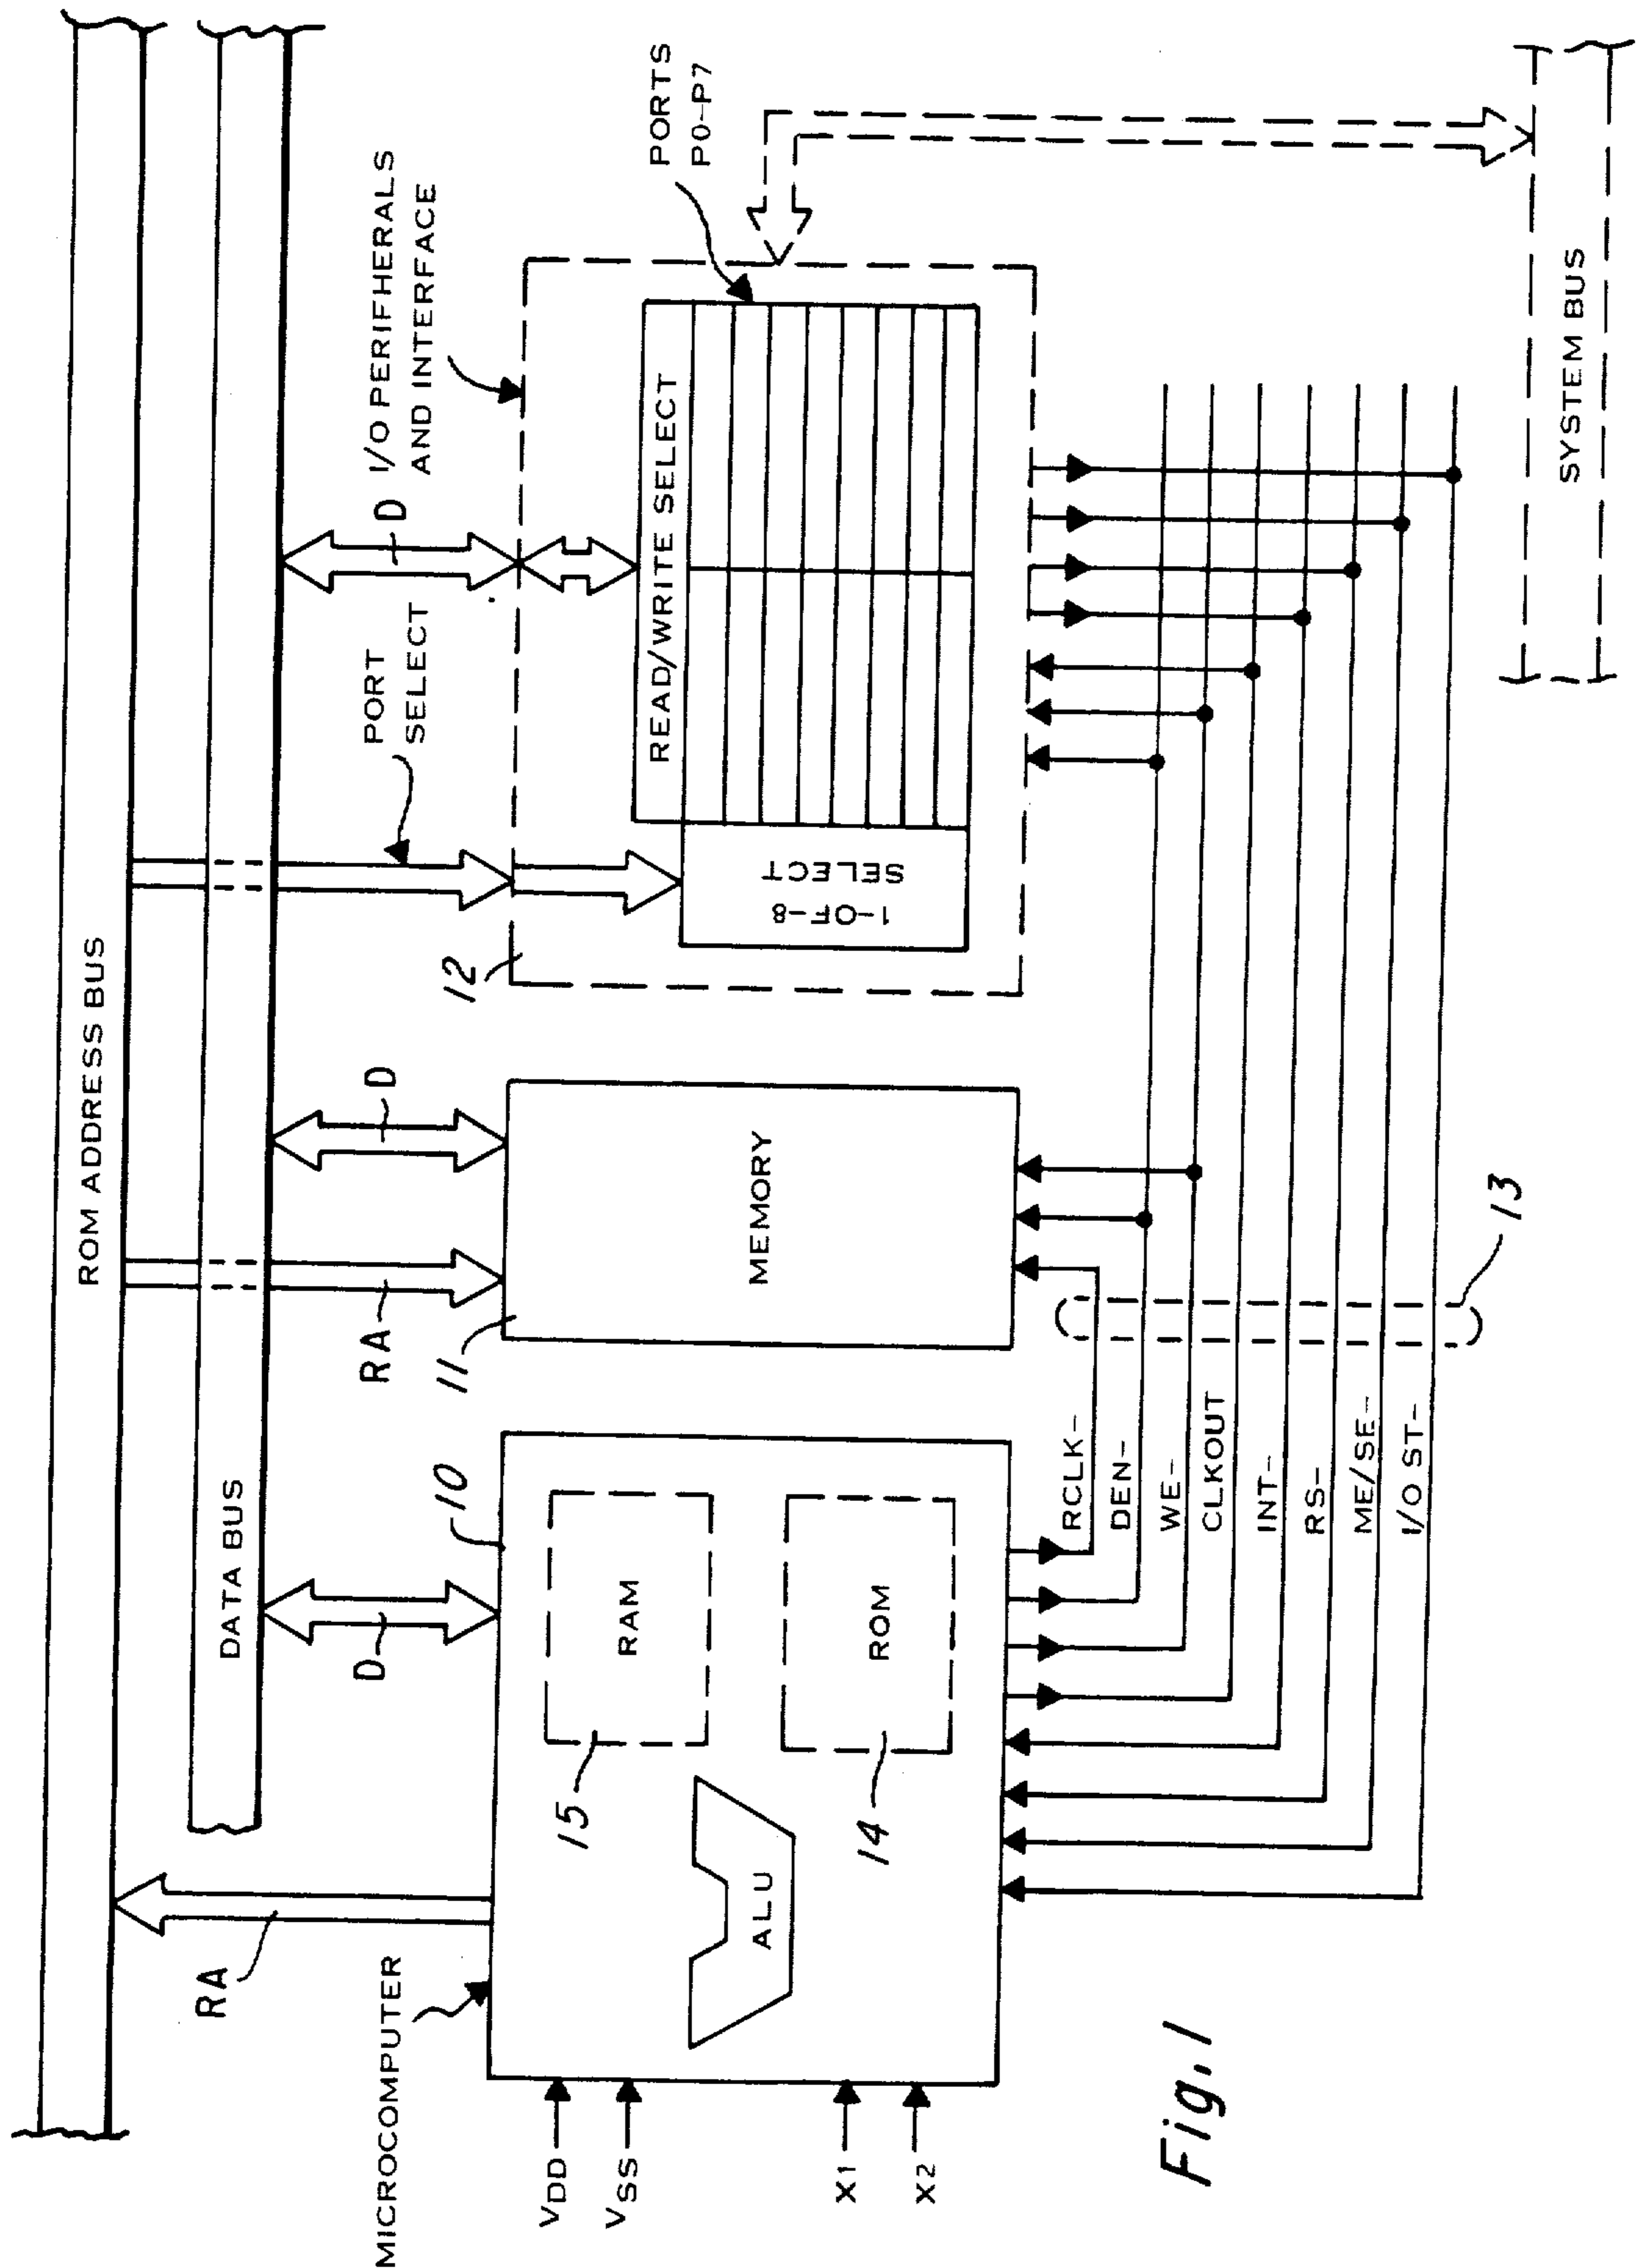 ROM ADDRESS BUS
DATA BUS
RA
D
RA
D
PORT
SELECT
D
I/O PERIFHERALS
AND INTERFACE
PORTS
P0-P7
MICROCOMPUTER
10
11
12
VDD
VSS
X1
X2
15
RAM
ALU
14
ROM
MEMORY
1-OF-8
SELECT
READ/WRITE SELECT
RCLK-
DEN-
WE-
CLKOUT
INT-
RS-
ME/SE-
I/O ST-
13
SYSTEM BUS
Fig. 1